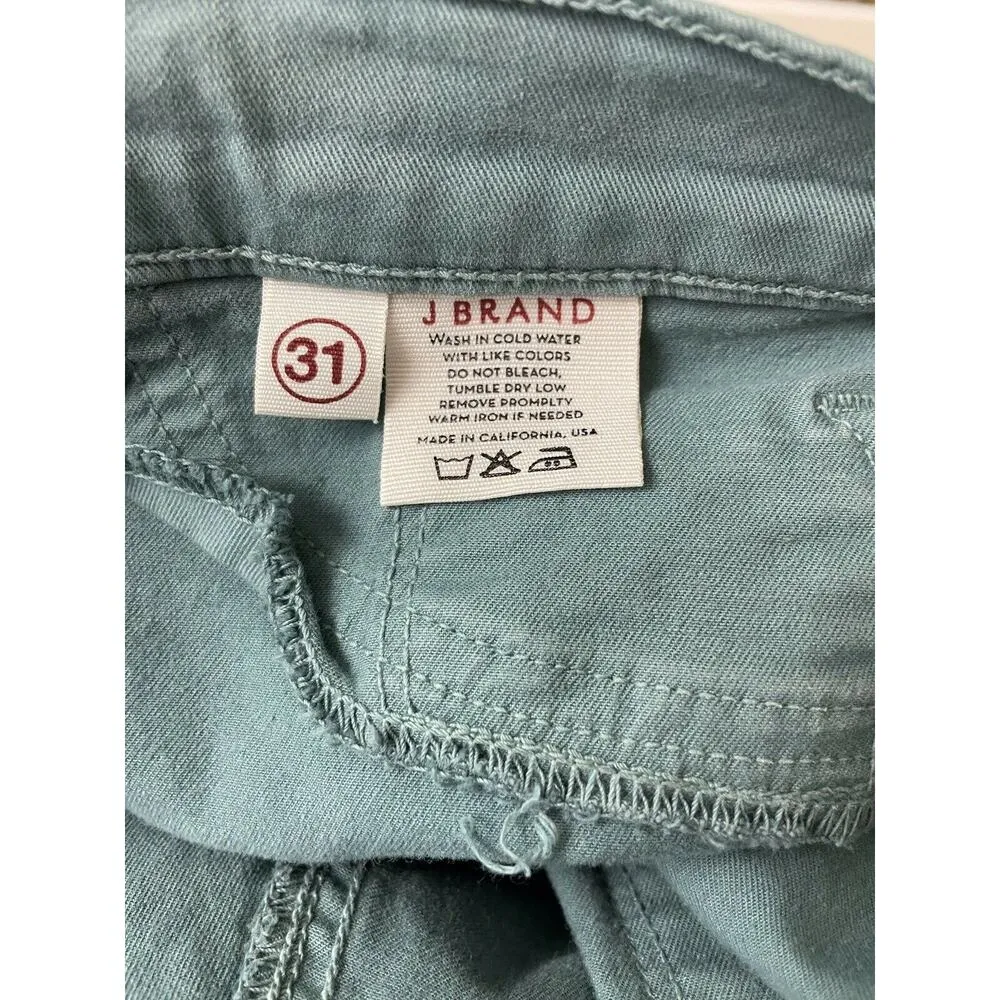 31
J BRAND
WASH IN COLD WATER
WITH LIKE COLORS
DO NOT BLEACH,
TUMBLE DRY LOW
REMOVE PROMPLTY
WARM IRON IF NEEDED
MADE IN CALIFORNIA, USA